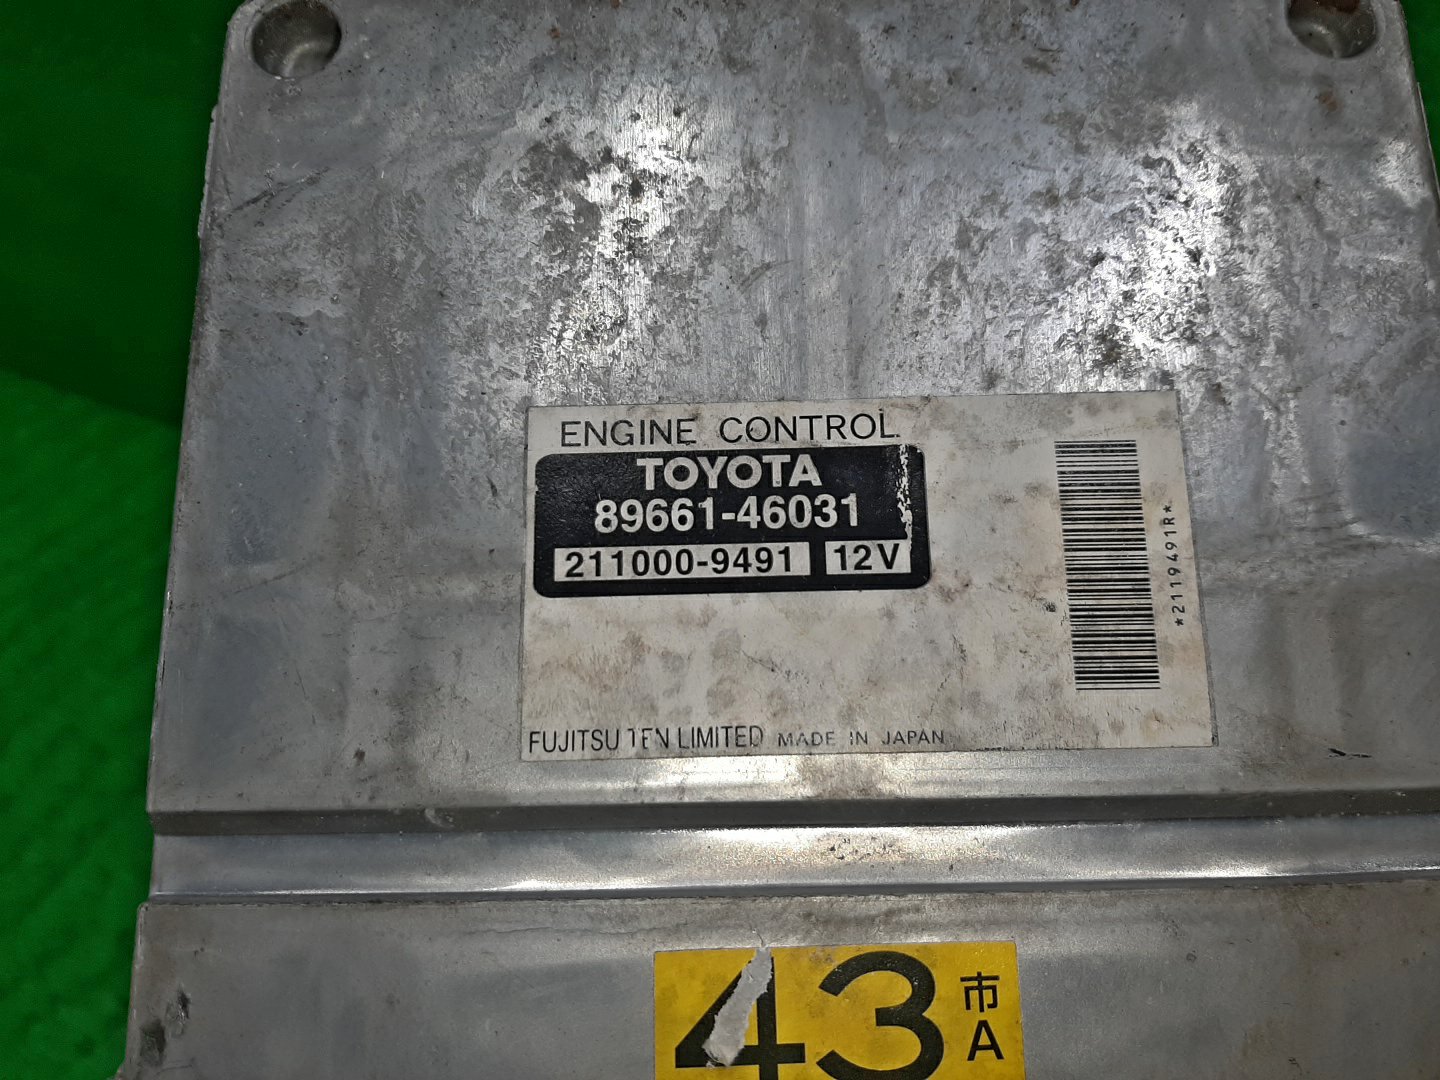 ENGINE CONTROL
TOYOTA
89661-46031
211000-9491 12V
*2119491R*
FUJITSU TEN LIMITED MADE IN JAPAN
43 市
A